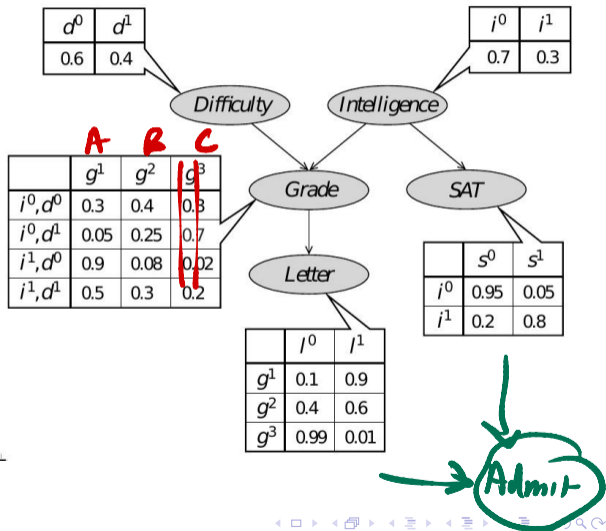 d⁰ d¹
0.6 0.4
i⁰ i¹
0.7 0.3
Difficulty
Intelligence
A B C
g¹ g² g³
i⁰,d⁰ 0.3 0.4 0.3
i⁰,d¹ 0.05 0.25 0.7
i¹,d⁰ 0.9 0.08 0.02
i¹,d¹ 0.5 0.3 0.2
Grade
SAT
Letter
s⁰ s¹
i⁰ 0.95 0.05
i¹ 0.2 0.8
l⁰ l¹
g¹ 0.1 0.9
g² 0.4 0.6
g³ 0.99 0.01
Admit